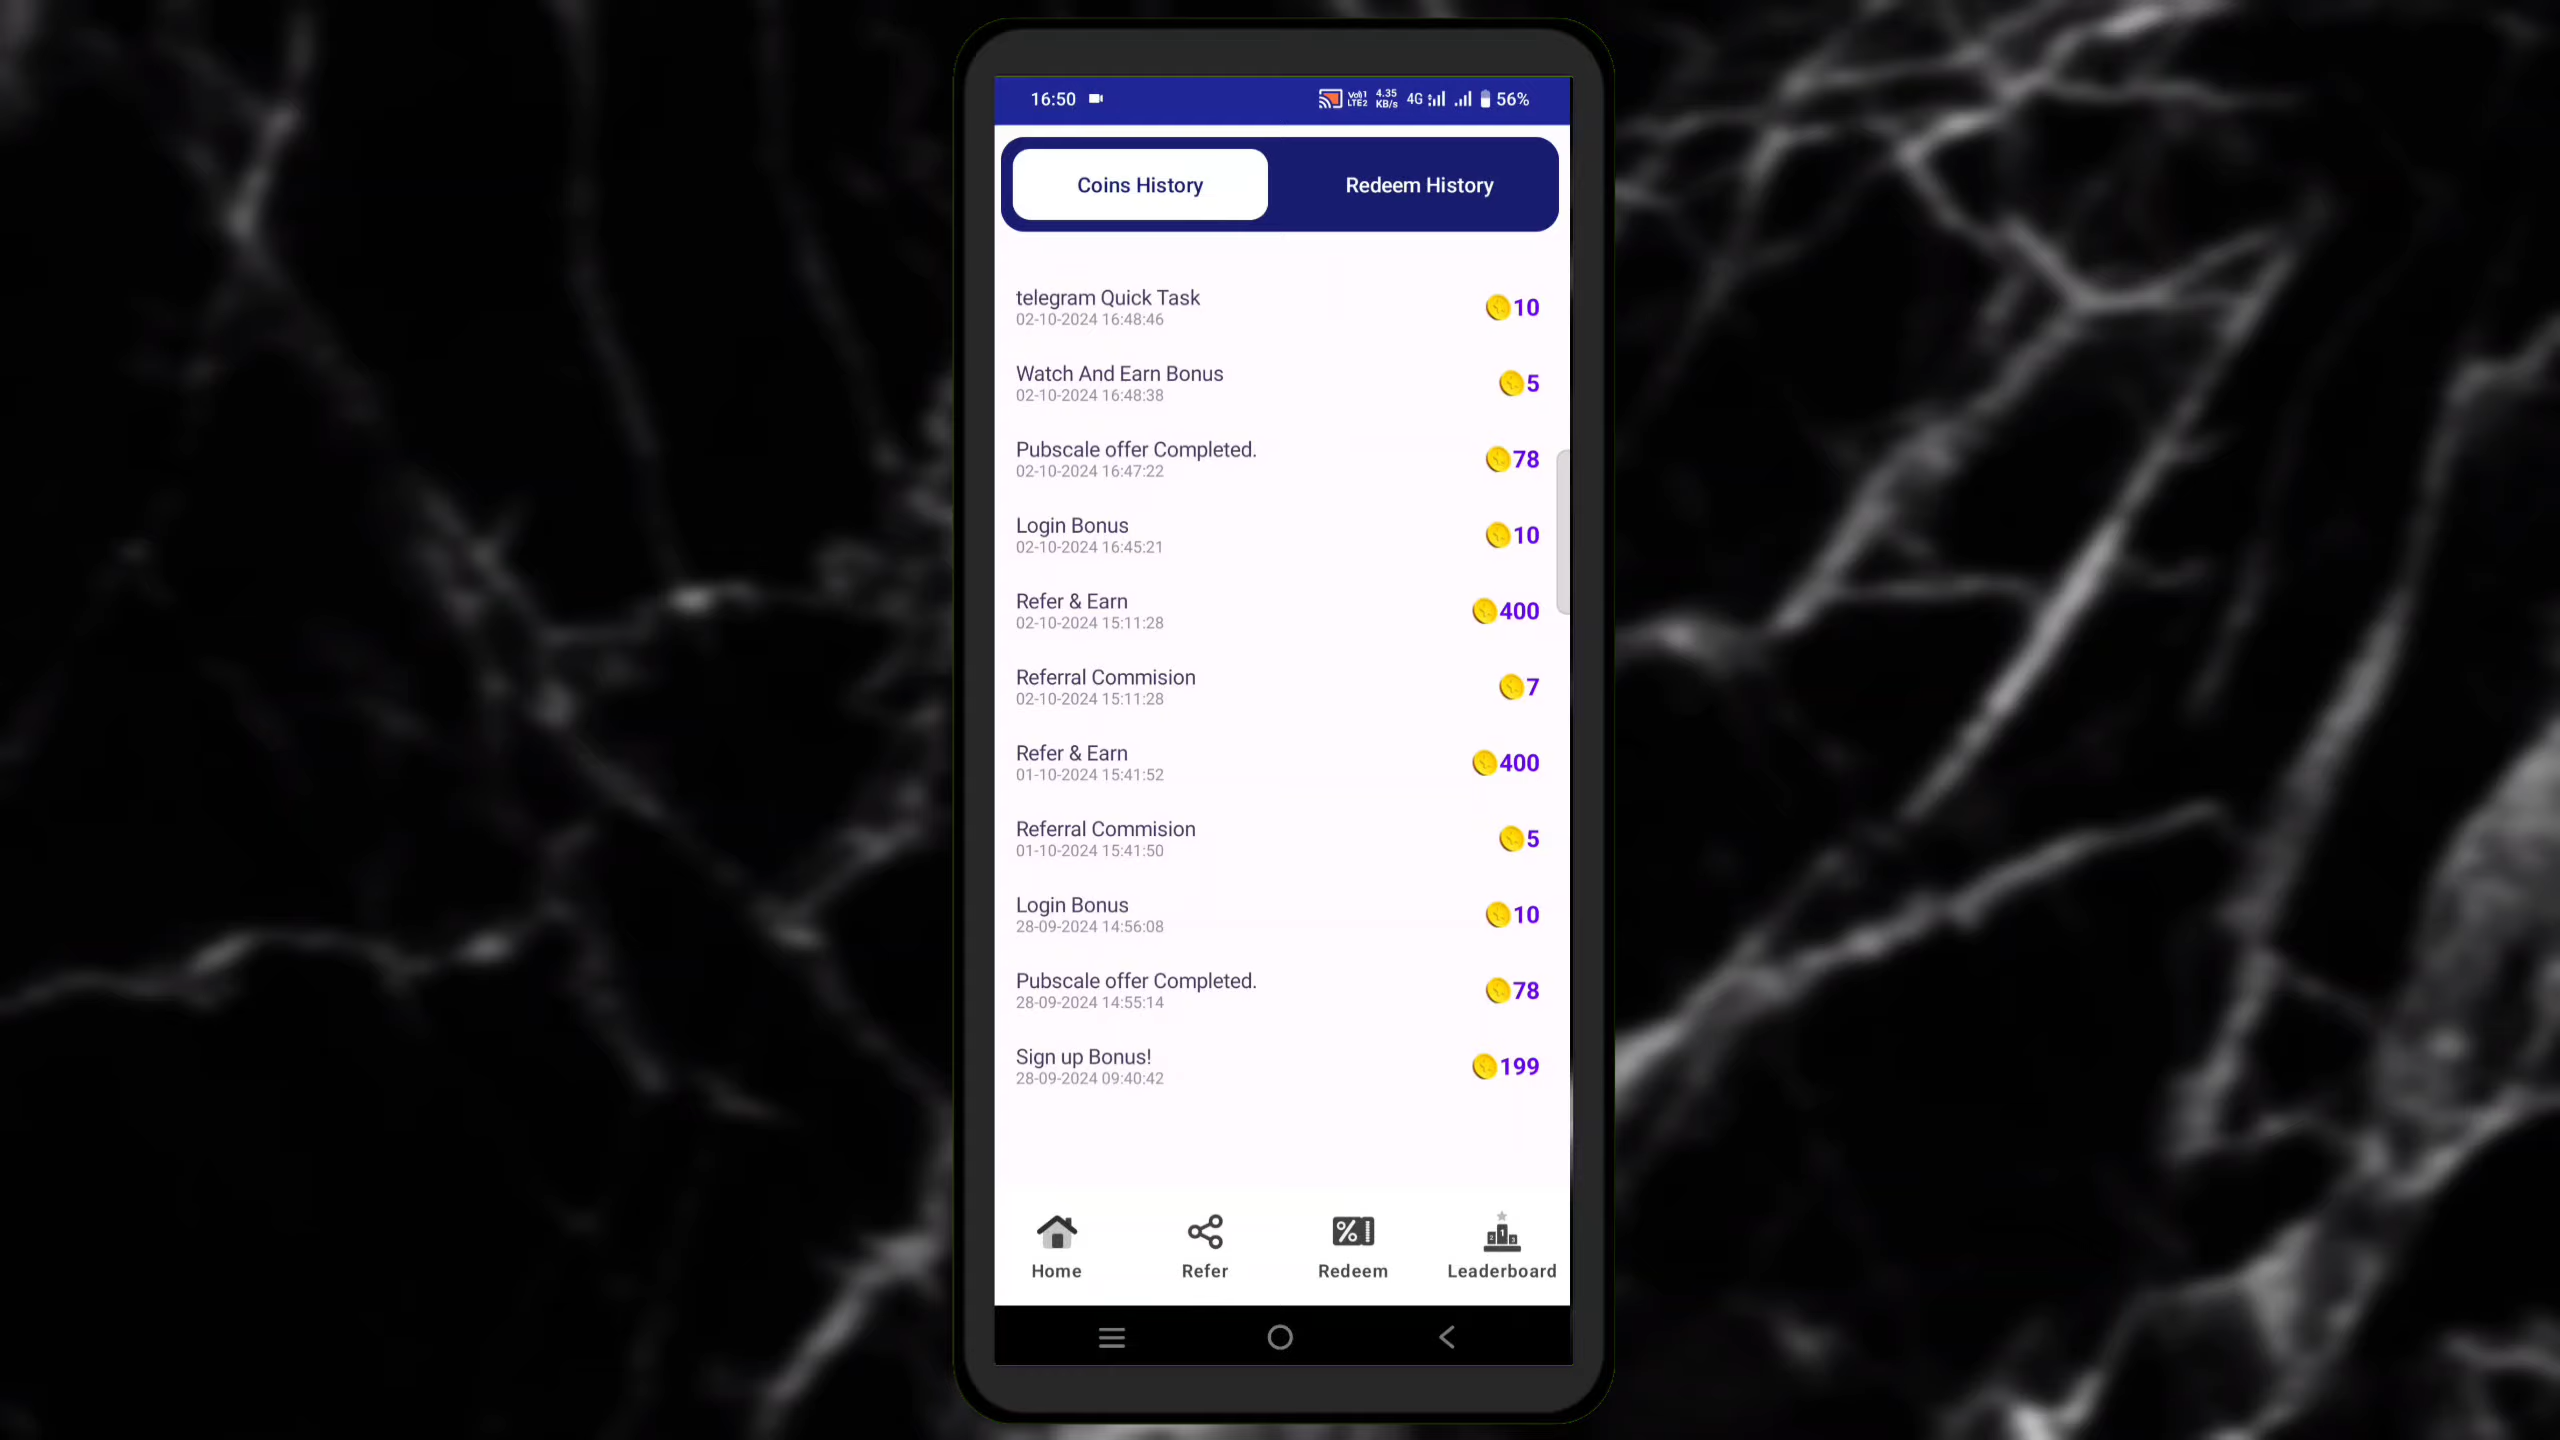 16:50 Vo) 1 LTE2 4.35 KB/s 4G 56%
Coins History Redeem History
telegram Quick Task
02-10-2024 16:48:46
10
Watch And Earn Bonus
02-10-2024 16:48:38
5
Pubscale offer Completed.
02-10-2024 16:47:22
78
Login Bonus
02-10-2024 16:45:21
10
Refer & Earn
02-10-2024 15:11:28
400
Referral Commision
02-10-2024 15:11:28
7
Refer & Earn
01-10-2024 15:41:52
400
Referral Commision
01-10-2024 15:41:50
5
Login Bonus
28-09-2024 14:56:08
10
Pubscale offer Completed.
28-09-2024 14:55:14
78
Sign up Bonus!
28-09-2024 09:40:42
199
Home Refer Redeem Leaderboard